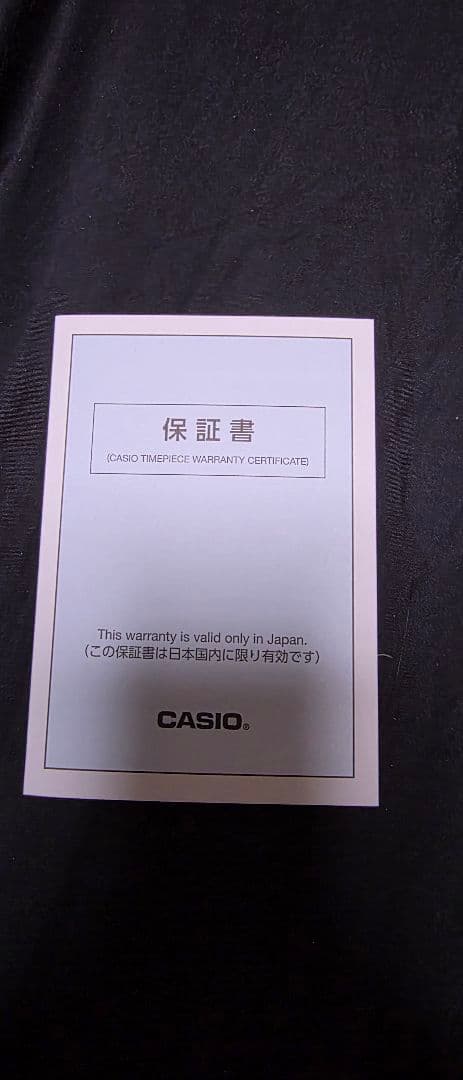 保証書
(CASIO TIMEPIECE WARRANTY CERTIFICATE)
This warranty is valid only in Japan.
(この保証書は日本国内に限り有効です)
CASIO®